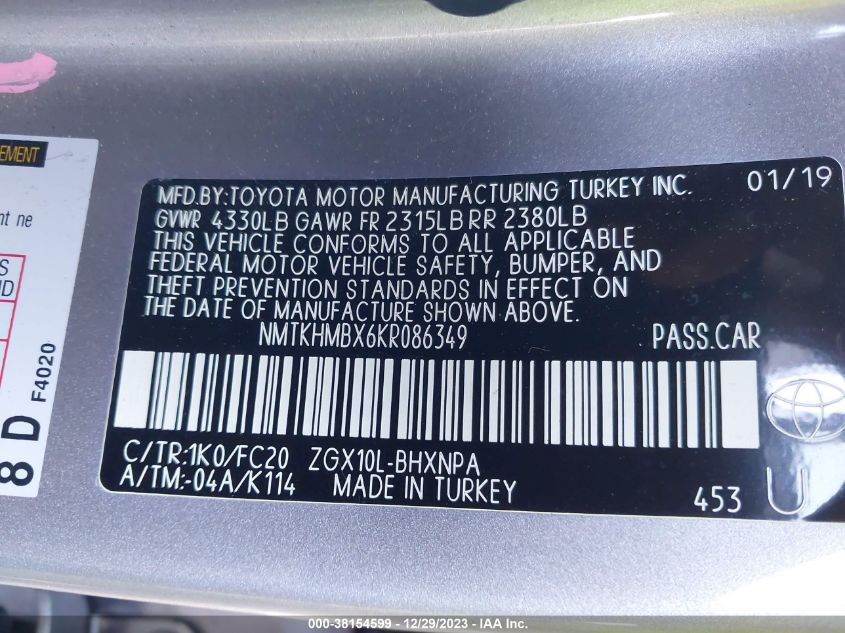 EMENT
nt ne
S
ND
8 D
F4020
MFD.BY:TOYOTA MOTOR MANUFACTURING TURKEY INC. 01/19
GVWR 4330LB GAWR FR 2315LB RR 2380LB
THIS VEHICLE CONFORMS TO ALL APPLICABLE
FEDERAL MOTOR VEHICLE SAFETY, BUMPER, AND
THEFT PREVENTION STANDARDS IN EFFECT ON
THE DATE OF MANUFACTURE SHOWN ABOVE.
NMTKHMBX6KR086349 PASS.CAR
C/TR:1K0/FC20 ZGX10L-BHXNPA
A/TM:-04A/K114 MADE IN TURKEY
453 U
000-38154599 - 12/29/2023 - IAA Inc.